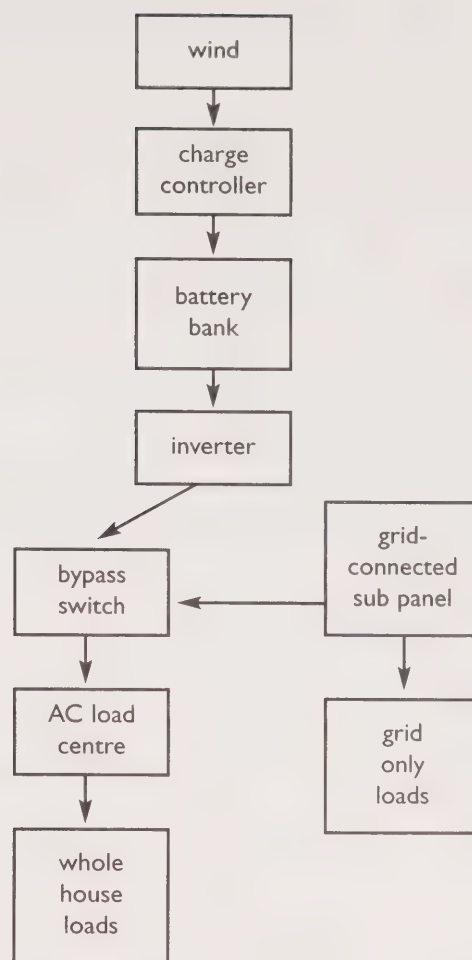 wind
charge
controller
battery
bank
inverter
bypass
switch
grid-
connected
sub panel
AC load
centre
grid
only
loads
whole
house
loads